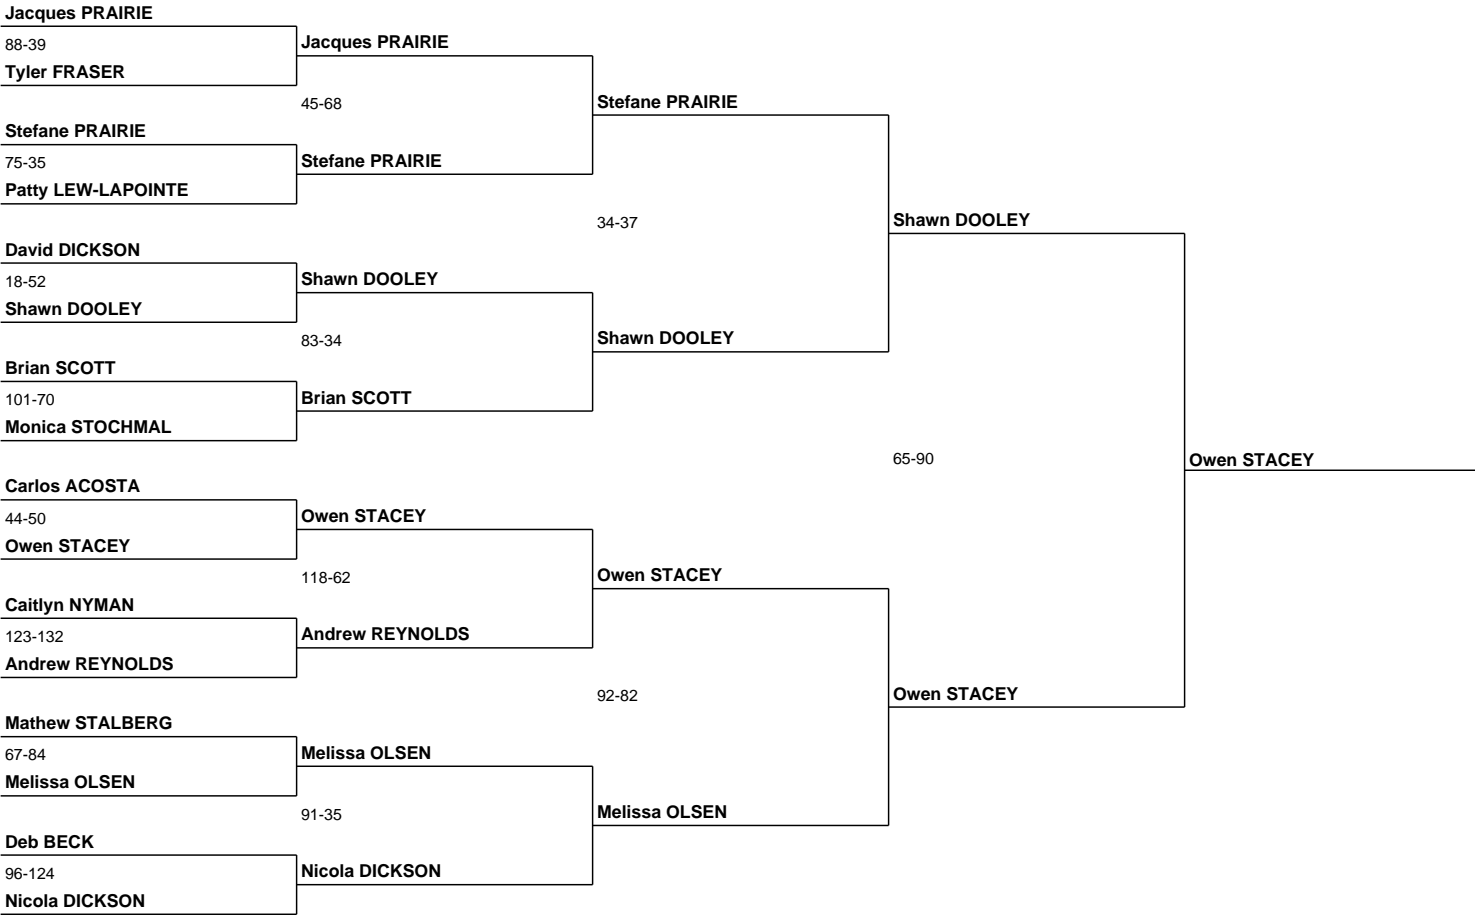 Jacques PRAIRIE
88-39
Tyler FRASER
Stefane PRAIRIE
75-35
Patty LEW-LAPOINTE
David DICKSON
18-52
Shawn DOOLEY
Brian SCOTT
101-70
Monica STOCHMAL
Carlos ACOSTA
44-50
Owen STACEY
Caitlyn NYMAN
123-132
Andrew REYNOLDS
Mathew STALBERG
67-84
Melissa OLSEN
Deb BECK
96-124
Nicola DICKSON
Jacques PRAIRIE
45-68
Stefane PRAIRIE
Shawn DOOLEY
83-34
Brian SCOTT
Owen STACEY
118-62
Andrew REYNOLDS
Melissa OLSEN
91-35
Nicola DICKSON
Stefane PRAIRIE
34-37
Shawn DOOLEY
Owen STACEY
92-82
Melissa OLSEN
Shawn DOOLEY
65-90
Owen STACEY
Owen STACEY